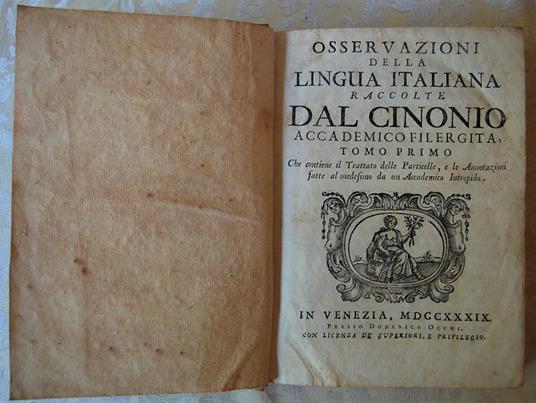 OSSERVAZIONI
DELLA
LINGUA ITALIANA
RACCOLTE
DAL CINONIO
ACCADEMICO FILERGITA,
TOMO PRIMO
Che contiene il Trattato delle Particelle, e le Annotazioni
fatte al medesimo da un Accademico Intrepido.
IN VENEZIA, MDCCXXXIX.
PRESSO DOMENICO OCCHI.
CON LICENZA DE' SUPERIORI, E PRIVILEGIO.